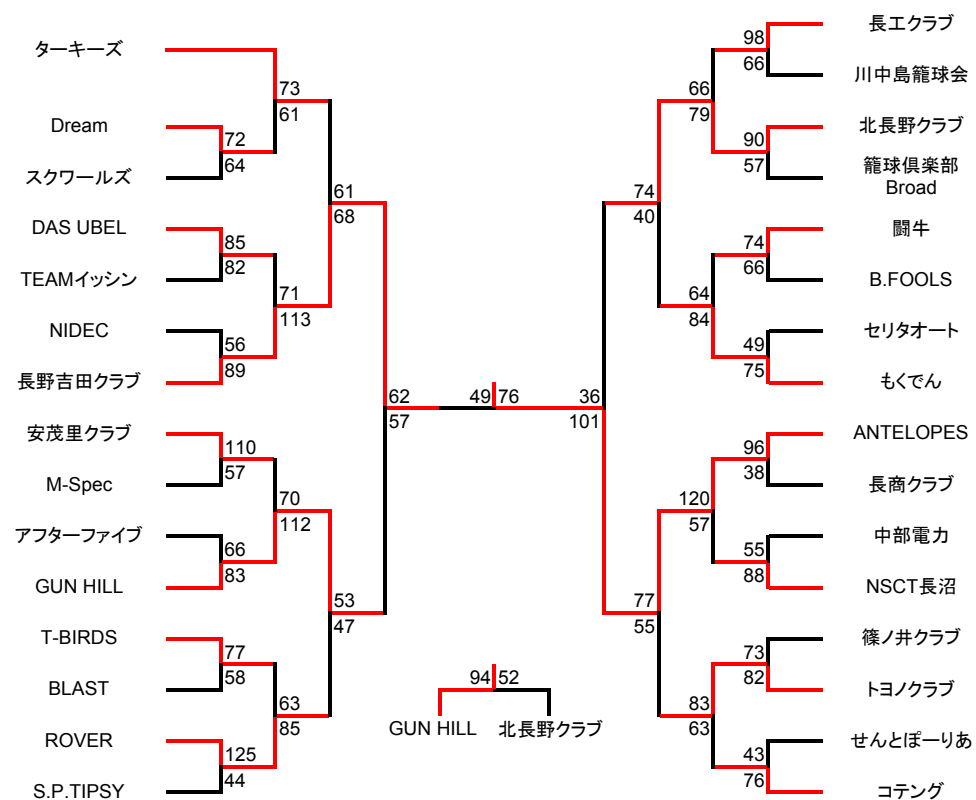 ターキーズ
73
61
Dream
72
64
スクワールズ
61
68
DAS UBEL
85
82
TEAMイッシン
71
113
NIDEC
56
89
長野吉田クラブ
62
57
安茂里クラブ
110
57
M-Spec
70
112
アフターファイブ
66
83
GUN HILL
53
47
T-BIRDS
77
58
BLAST
63
85
ROVER
125
44
S.P.TIPSY
49 76
94 52
GUN HILL 北長野クラブ
長工クラブ
98
66
川中島籠球会
66
79
北長野クラブ
90
57
籠球倶楽部
Broad
74
40
闘牛
74
66
B.FOOLS
64
84
セリタオート
49
75
もくでん
36
101
ANTELOPES
96
38
長商クラブ
120
57
中部電力
55
88
NSCT長沼
77
55
篠ノ井クラブ
73
82
トヨノクラブ
83
63
せんとぽーりあ
43
76
コテング